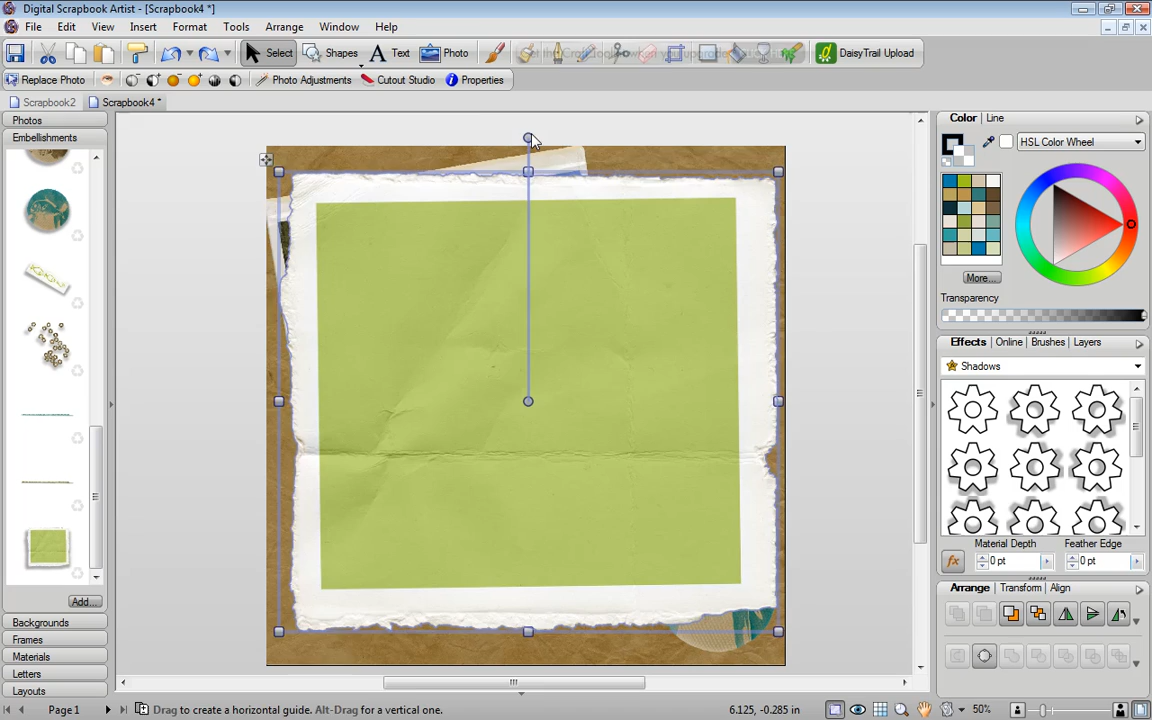 Digital Scrapbook Artist - [Scrapbook4 *]
File Edit View Insert Format Tools Arrange Window Help
Select Shapes Text Photo DaisyTrail Upload
Replace Photo Photo Adjustments Cutout Studio Properties
Scrapbook2 Scrapbook4 *
Photos
Embellishments
Add...
Backgrounds
Frames
Materials
Letters
Layouts
Color Line
HSL Color Wheel
More...
Transparency
Effects Online Brushes Layers
Shadows
Material Depth Feather Edge
fx 0 pt 0 pt
Arrange Transform Align
Page 1 Drag to create a horizontal guide. Alt-Drag for a vertical one. 6.125, -0.285 in 50%